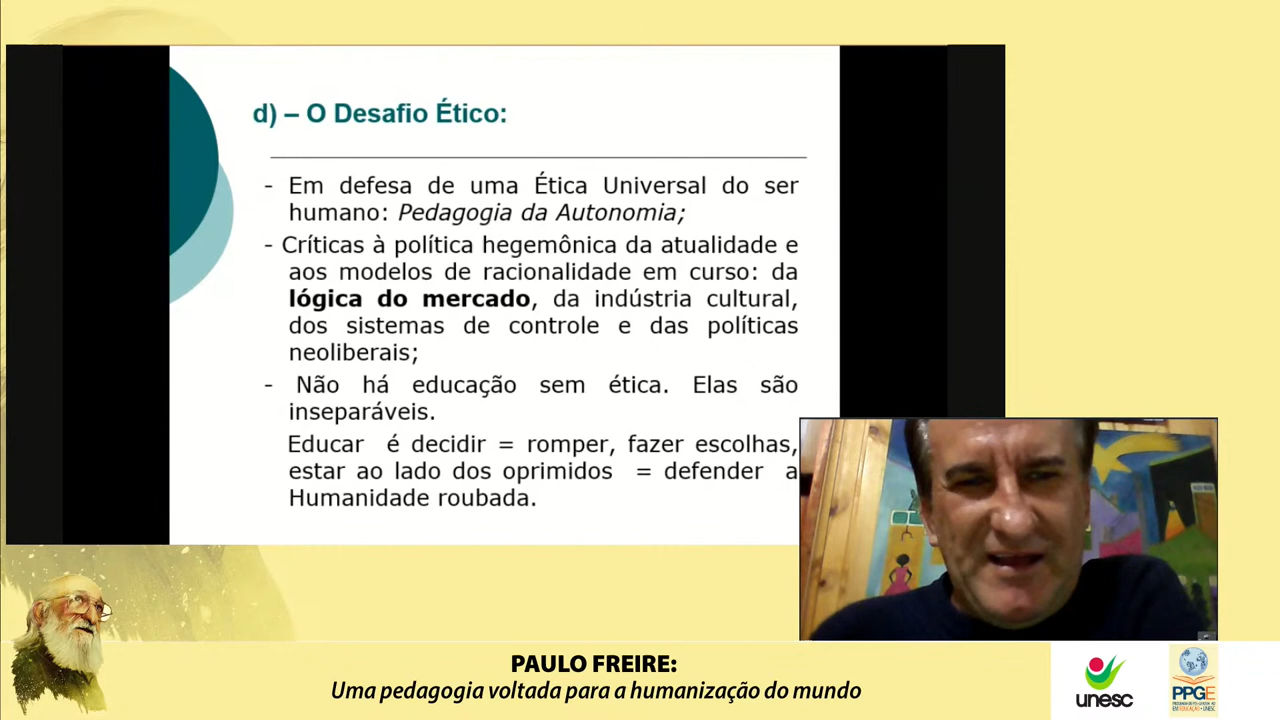 d) – O Desafio Ético:
- Em defesa de uma Ética Universal do ser
humano: Pedagogia da Autonomia;
- Críticas à política hegemônica da atualidade e
aos modelos de racionalidade em curso: da
lógica do mercado, da indústria cultural,
dos sistemas de controle e das políticas
neoliberais;
- Não há educação sem ética. Elas são
inseparáveis.
Educar é decidir = romper, fazer escolhas,
estar ao lado dos oprimidos = defender a
Humanidade roubada.
PAULO FREIRE:
Uma pedagogia voltada para a humanização do mundo
unesc
PPGE